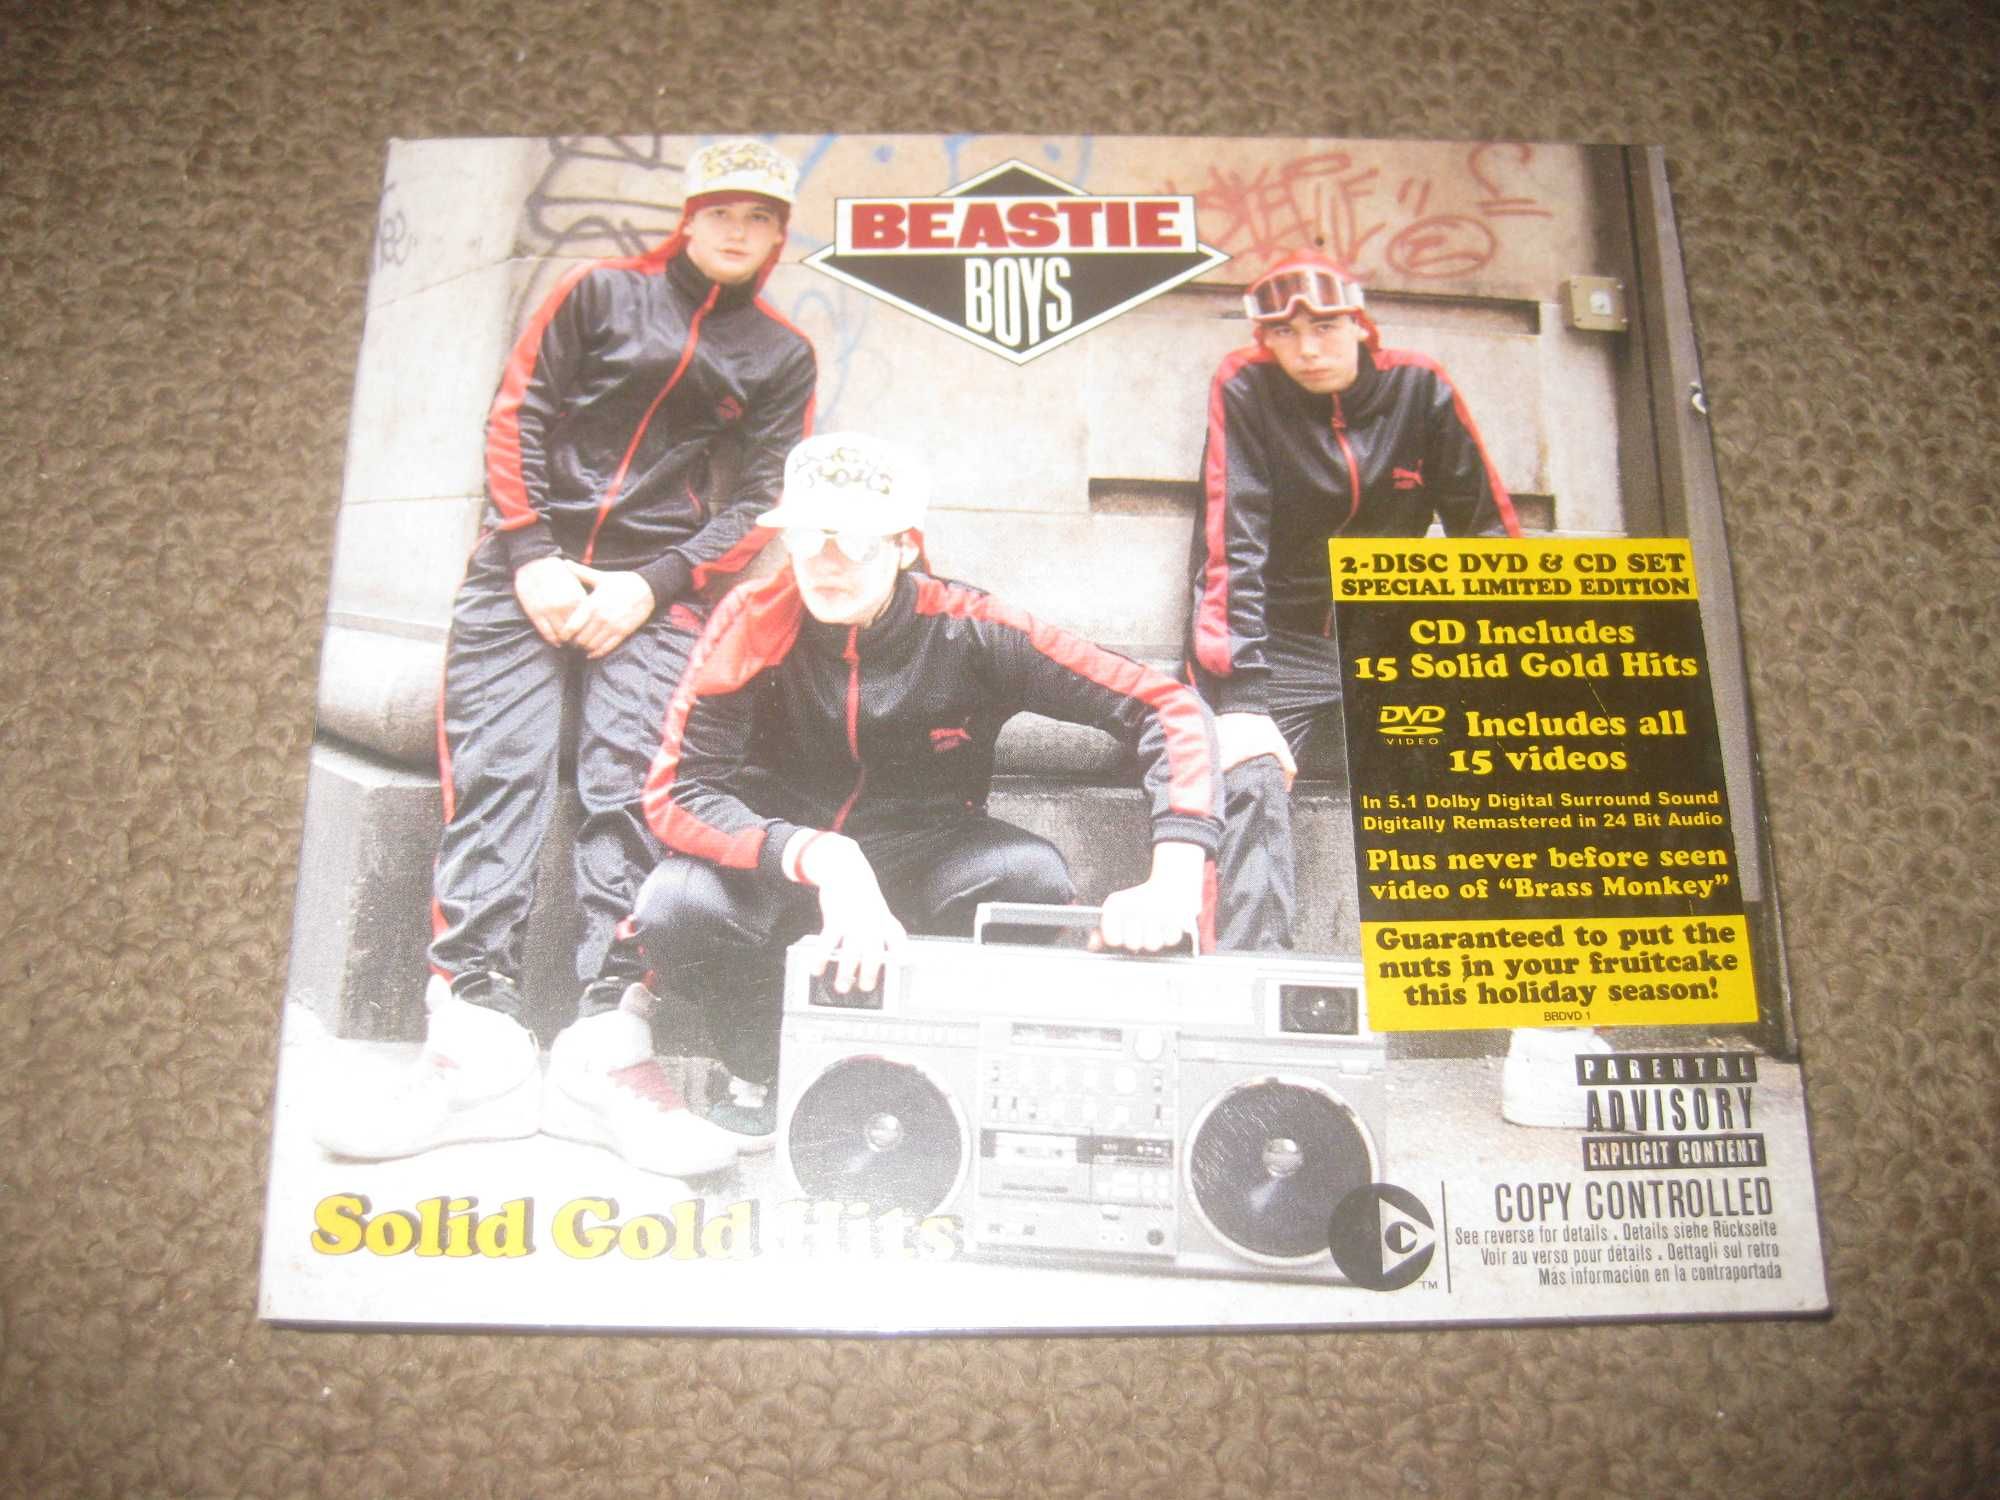 BEASTIE
BOYS
2-DISC DVD & CD SET
SPECIAL LIMITED EDITION
CD Includes
15 Solid Gold Hits
DVD
VIDEO
Includes all
15 videos
In 5.1 Dolby Digital Surround Sound
Digitally Remastered in 24 Bit Audio
Plus never before seen
video of “Brass Monkey”
Guaranteed to put the
nuts in your fruitcake
this holiday season!
BBDVD 1
PARENTAL
ADVISORY
EXPLICIT CONTENT
Solid Gold Hits
C
TM
COPY CONTROLLED
See reverse for details . Details siehe Rückseite
Voir au verso pour détails . Dettagli sul retro
Más información en la contraportada